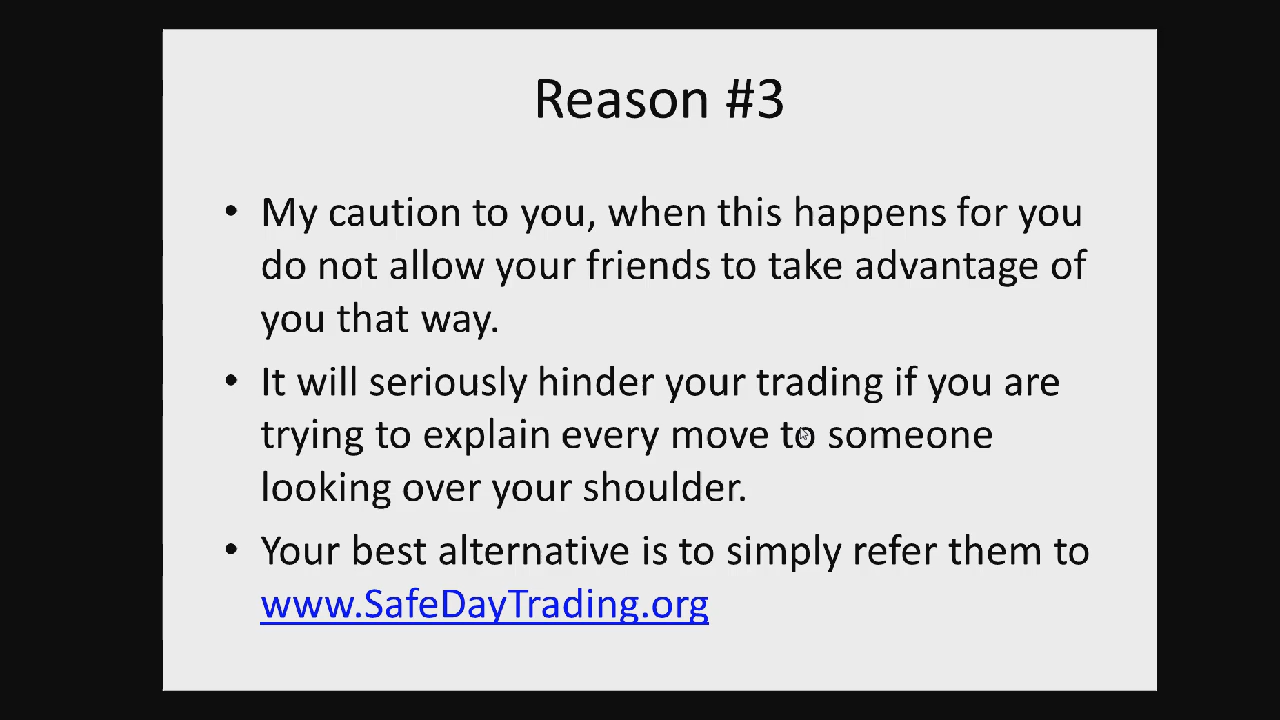 Reason #3
• My caution to you, when this happens for you
do not allow your friends to take advantage of
you that way.
• It will seriously hinder your trading if you are
trying to explain every move to someone
looking over your shoulder.
• Your best alternative is to simply refer them to
www.SafeDayTrading.org